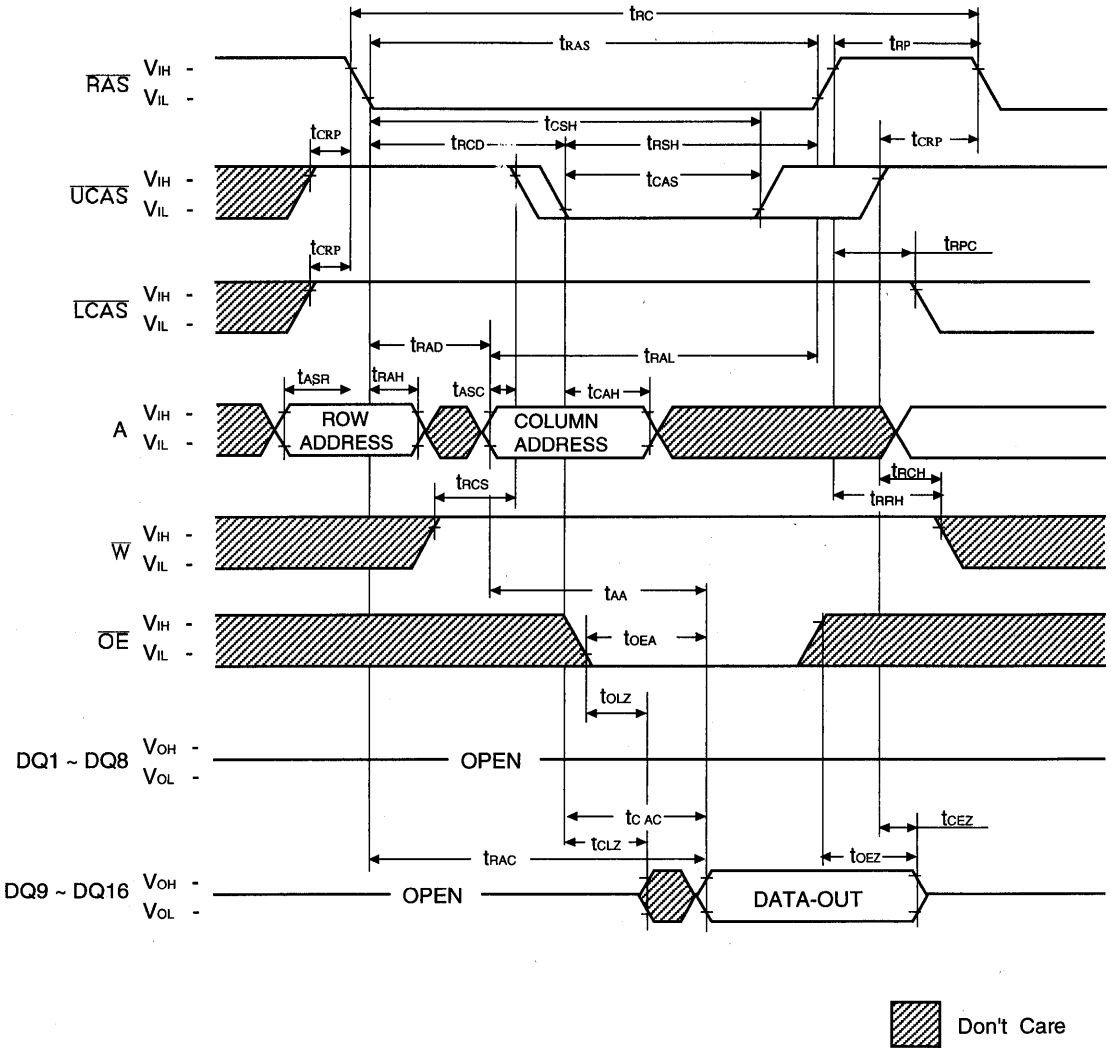 tRC
tRAS
tRP
RAS
VIH -
VIL -
tCSH
tCRP
tRCD
tRSH
tCRP
UCAS
VIH -
VIL -
tCAS
tCRP
tRPC
LCAS
VIH -
VIL -
tRAD
tRAL
tASR
tRAH
tASC
tCAH
A
VIH -
VIL -
ROW
ADDRESS
COLUMN
ADDRESS
tRCS
tRCH
tRRH
W
VIH -
VIL -
tAA
OE
VIH -
VIL -
tOEA
tOLZ
DQ1 ~ DQ8
VOH -
VOL -
OPEN
tC AC
tCEZ
tCLZ
tRAC
tOEZ
DQ9 ~ DQ16
VOH -
VOL -
OPEN
DATA-OUT
Don't Care